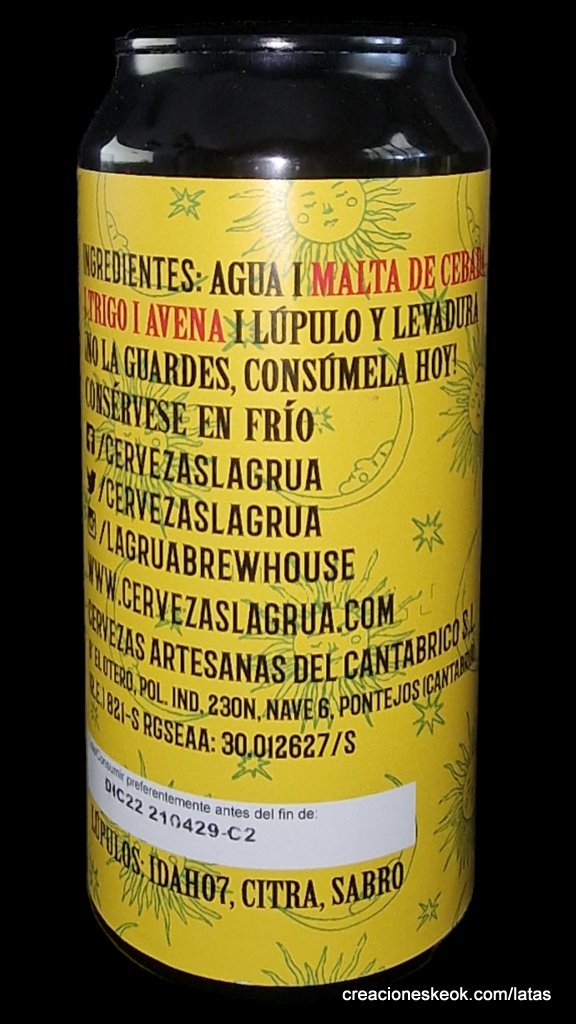 INGREDIENTES: AGUA | MALTA DE CEBADA
| TRIGO | AVENA | LÚPULO Y LEVADURA
¡NO LA GUARDES, CONSÚMELA HOY!
CONSÉRVESE EN FRÍO
/CERVEZASLAGRUA
/CERVEZASLAGRUA
/LAGRUABREWHOUSE
WWW.CERVEZASLAGRUA.COM
CERVEZAS ARTESANAS DEL CANTABRICO S.L.
Bº EL OTERO, POL. IND. 230N, NAVE 6, PONTEJOS (CANTABRIA)
(R.E.) 821-S RGSEAA: 30.012627/S
Consumir preferentemente antes del fin de:
DIC22 210429-C2
LÚPULOS: IDAHO7, CITRA, SABRO
creacioneskeok.com/latas